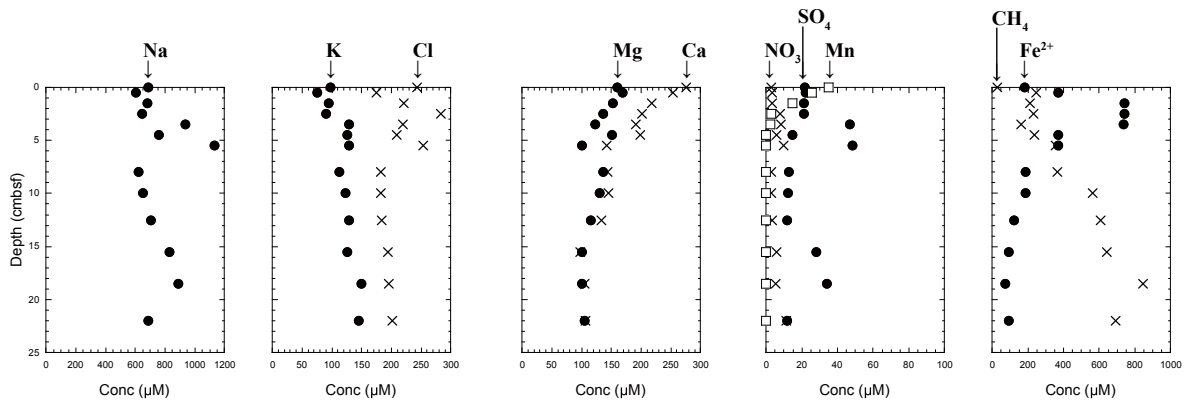 SO₄
CH₄
Na
K
Cl
Mg
Ca
NO₃
Mn
Fe²⁺
0
5
10
15
20
25
Depth (cmbsf)
0 200 400 600 800 1000 1200
0 50 100 150 200 250 300
0 50 100 150 200 250 300
0 20 40 60 80 100
0 200 400 600 800 1000
Conc (µM) Conc (µM) Conc (µM) Conc (µM) Conc (µM)